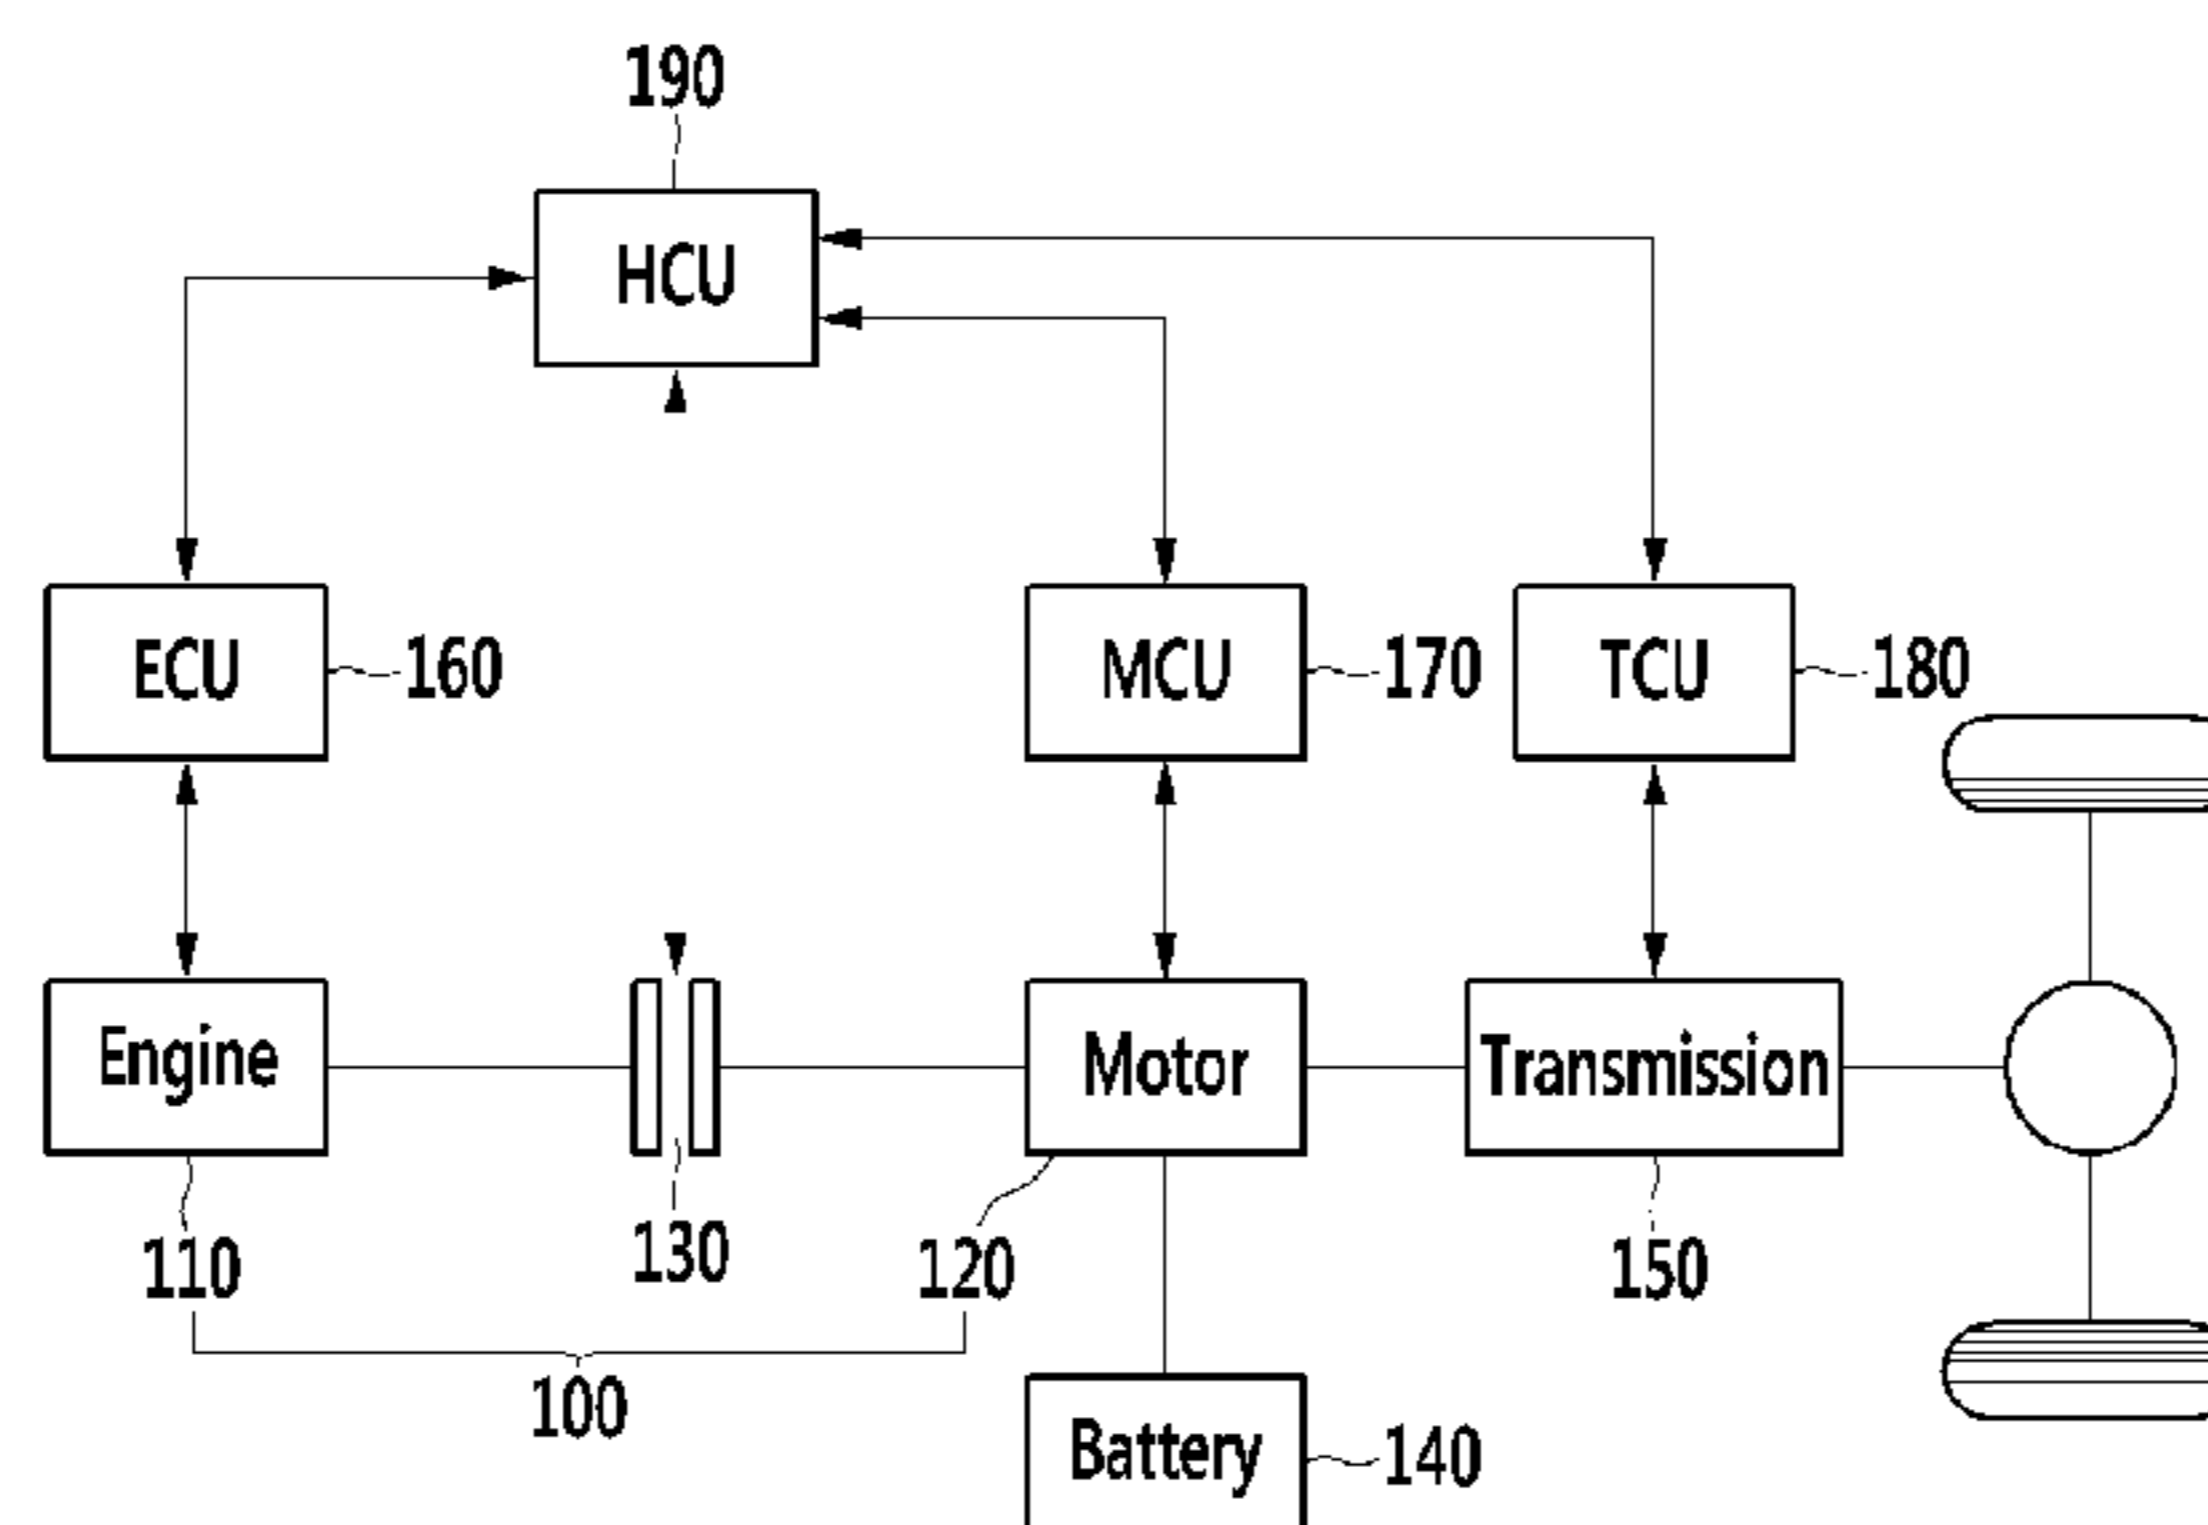 190
HCU
ECU
160
MCU
170
TCU
180
Engine
Motor
Transmission
110
130
120
150
100
Battery
140